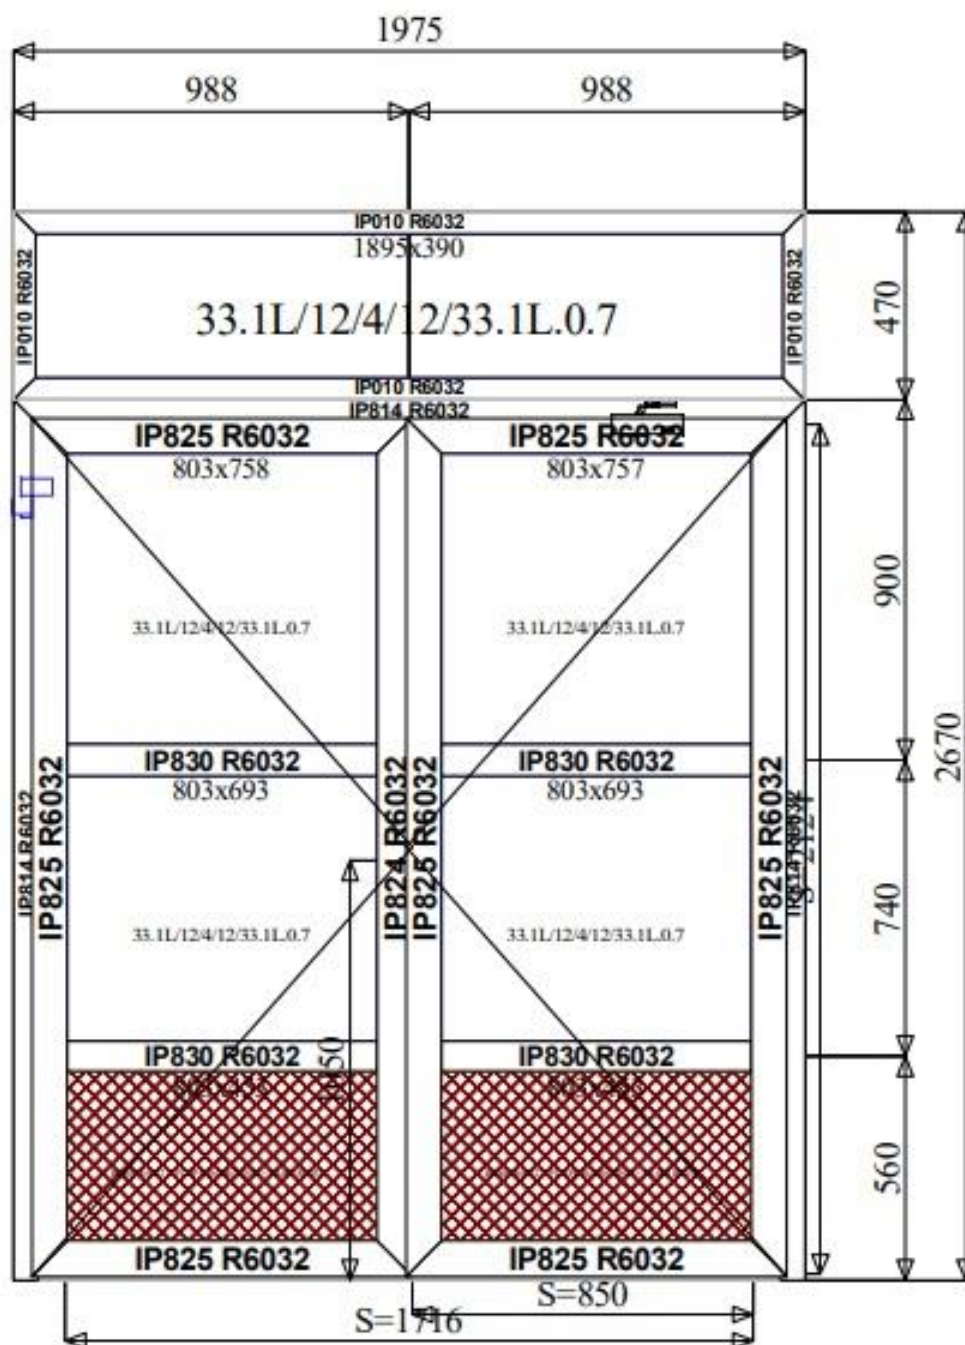 1975
988
988
IP010 R6032
1895x390
IP010 R6032
IP010 R6032
33.1L/12/4/12/33.1L.0.7
470
IP010 R6032
IP814 R6032
IP825 R6032
IP825 R6032
803x758
803x757
900
33.1L/12/4/12/33.1L.0.7
33.1L/12/4/12/33.1L.0.7
2670
IP830 R6032
IP830 R6032
803x693
803x693
IP814 R6032
IP825 R6032
IP824 R6032
IP825 R6032
IP825 R6032
IP814 R6032
740
33.1L/12/4/12/33.1L.0.7
33.1L/12/4/12/33.1L.0.7
IP830 R6032
IP830 R6032
1050
560
IP825 R6032
IP825 R6032
S=850
S=1716